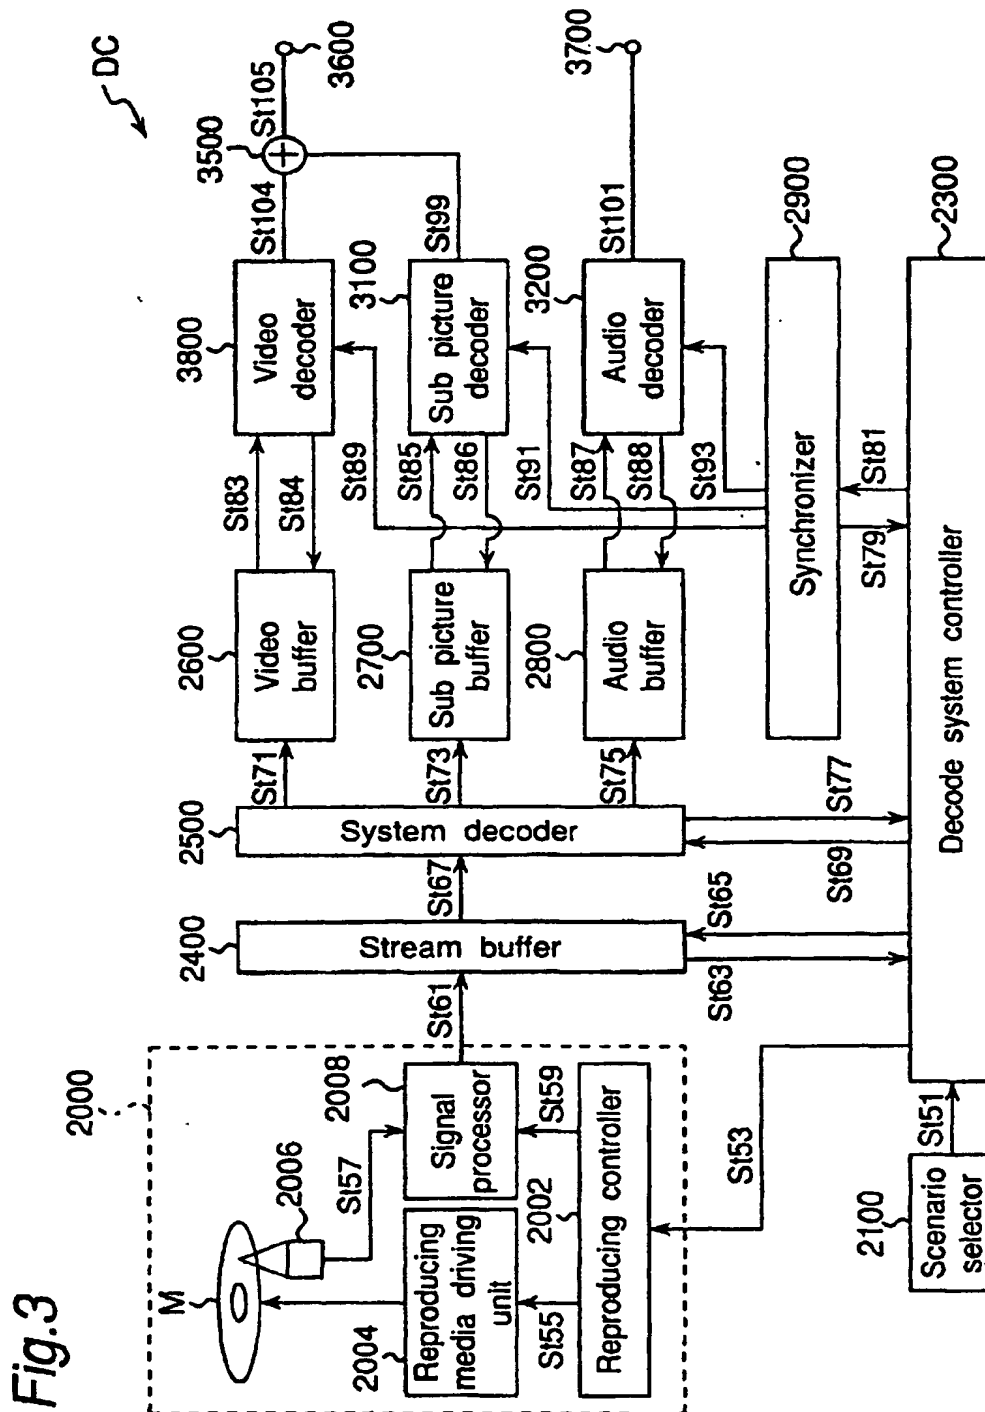 Fig.3
DC
2000
M
2006
St57
2004
Reproducing
media driving
unit
2008
Signal
processor
St55
2002
St59
Reproducing controller
St53
2100
Scenario
selector
St51
St61
2400
Stream buffer
St63
St65
St67
2500
System decoder
St69
St77
St71
St73
St75
2600
Video
buffer
2700
Sub picture
buffer
2800
Audio
buffer
St83
St84
St89
St85
St86
St91
St87
St88
St93
3800
Video
decoder
3100
Sub picture
decoder
3200
Audio
decoder
St104
3500
St105
3600
St99
St101
3700
2900
Synchronizer
St79
St81
2300
Decode system controller